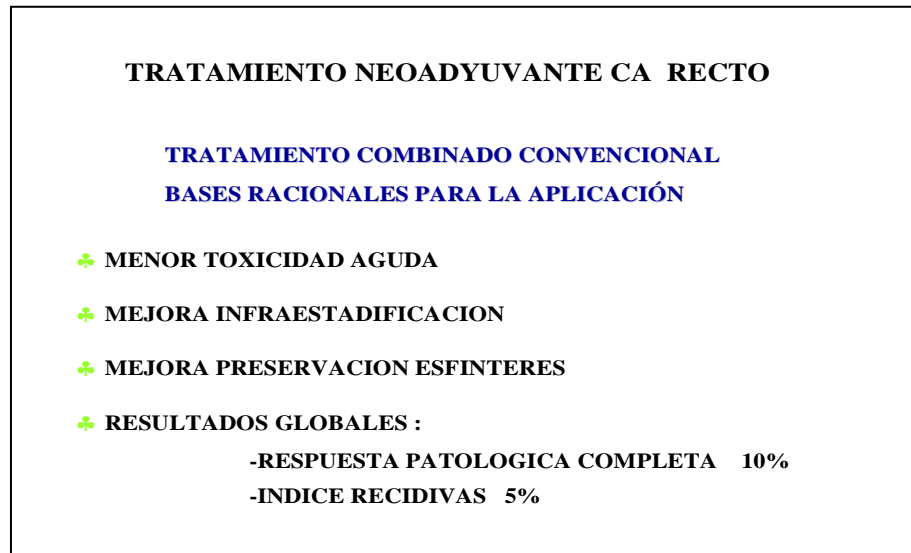 TRATAMIENTO NEOADYUVANTE CA RECTO
TRATAMIENTO COMBINADO CONVENCIONAL
BASES RACIONALES PARA LA APLICACIÓN
♣ MENOR TOXICIDAD AGUDA
♣ MEJORA INFRAESTADIFICACION
♣ MEJORA PRESERVACION ESFINTERES
♣ RESULTADOS GLOBALES :
-RESPUESTA PATOLOGICA COMPLETA 10%
-INDICE RECIDIVAS 5%